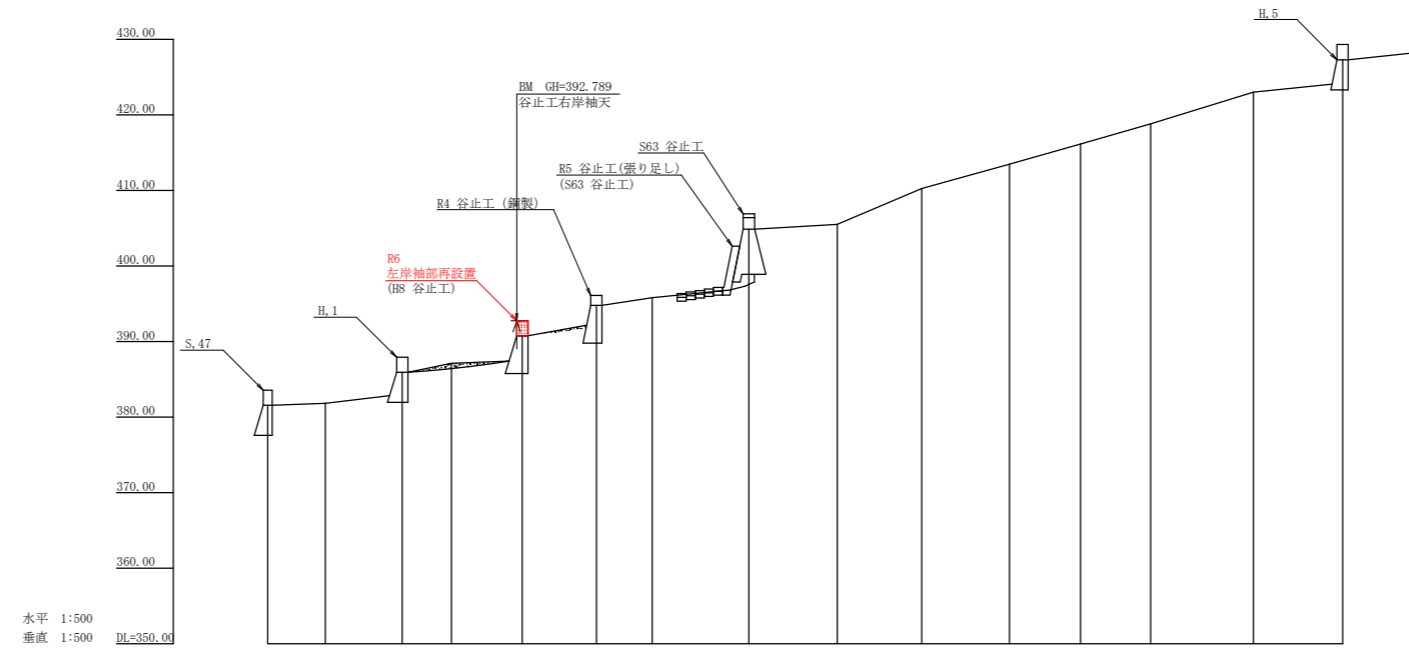 H,5
430.00
BM GH=392.789
谷止工右岸袖天
420.00
S63 谷止工
R5 谷止工(張り足し)
(S63 谷止工)
410.00
R4 谷止工 (鋼製)
400.00
R6
左岸袖部再設置
(H8 谷止工)
H,1
390.00
S,47
380.00
370.00
360.00
水平 1:500
垂直 1:500 DL=350.00